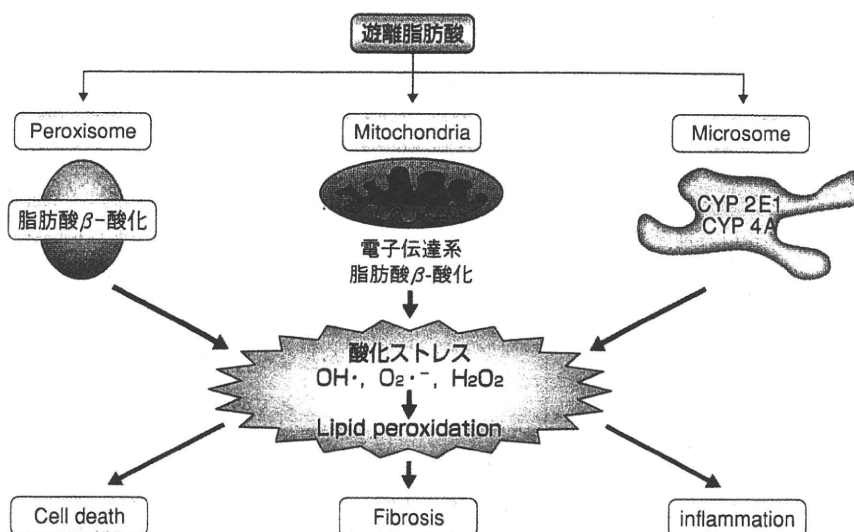 遊離脂肪酸
Peroxisome
Mitochondria
Microsome
脂肪酸β-酸化
CYP 2E1
CYP 4A
電子伝達系
脂肪酸β-酸化
酸化ストレス
OH・, O₂・⁻, H₂O₂
Lipid peroxidation
Cell death
Fibrosis
inflammation